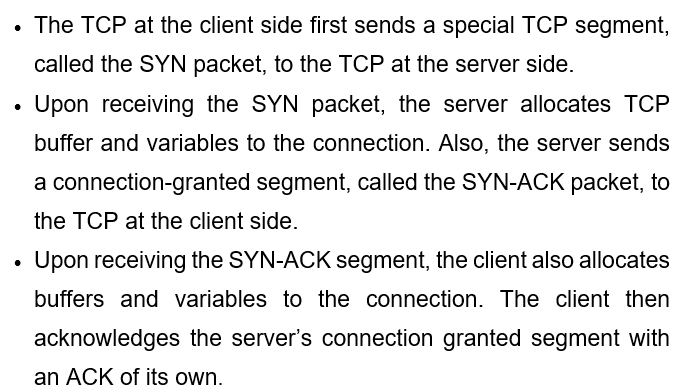 • The TCP at the client side first sends a special TCP segment,
called the SYN packet, to the TCP at the server side.
• Upon receiving the SYN packet, the server allocates TCP
buffer and variables to the connection. Also, the server sends
a connection-granted segment, called the SYN-ACK packet, to
the TCP at the client side.
• Upon receiving the SYN-ACK segment, the client also allocates
buffers and variables to the connection. The client then
acknowledges the server’s connection granted segment with
an ACK of its own.